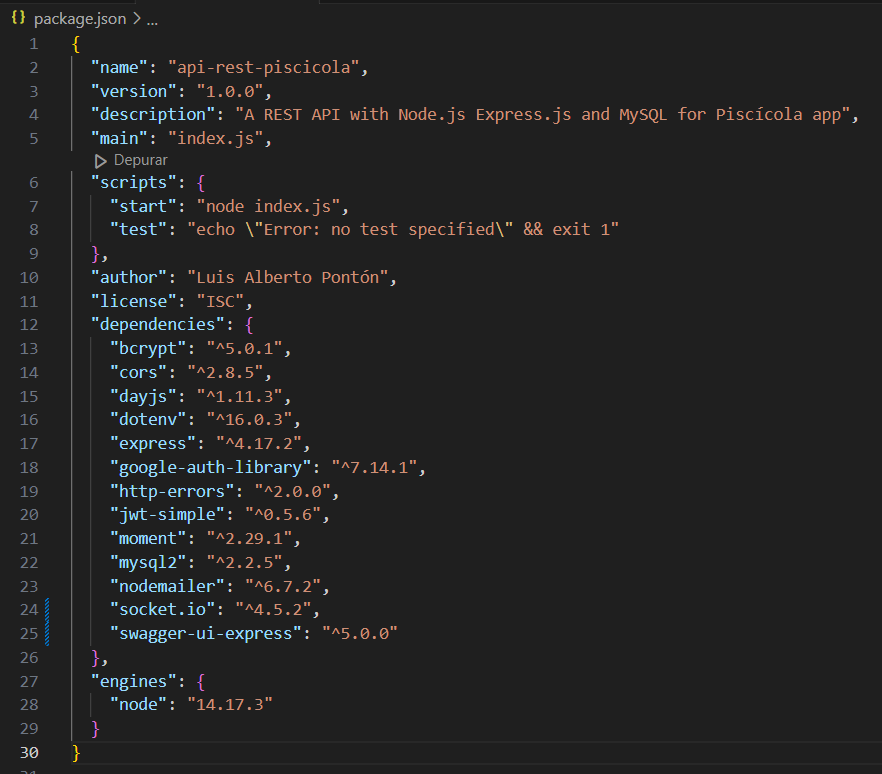 {} package.json > ...
1 {
2 "name": "api-rest-piscicola",
3 "version": "1.0.0",
4 "description": "A REST API with Node.js Express.js and MySQL for Piscícola app",
5 "main": "index.js",
Depurar
6 "scripts": {
7 "start": "node index.js",
8 "test": "echo \"Error: no test specified\" && exit 1"
9 },
10 "author": "Luis Alberto Pontón",
11 "license": "ISC",
12 "dependencies": {
13 "bcrypt": "^5.0.1",
14 "cors": "^2.8.5",
15 "dayjs": "^1.11.3",
16 "dotenv": "^16.0.3",
17 "express": "^4.17.2",
18 "google-auth-library": "^7.14.1",
19 "http-errors": "^2.0.0",
20 "jwt-simple": "^0.5.6",
21 "moment": "^2.29.1",
22 "mysql2": "^2.2.5",
23 "nodemailer": "^6.7.2",
24 "socket.io": "^4.5.2",
25 "swagger-ui-express": "^5.0.0"
26 },
27 "engines": {
28 "node": "14.17.3"
29 }
30 }